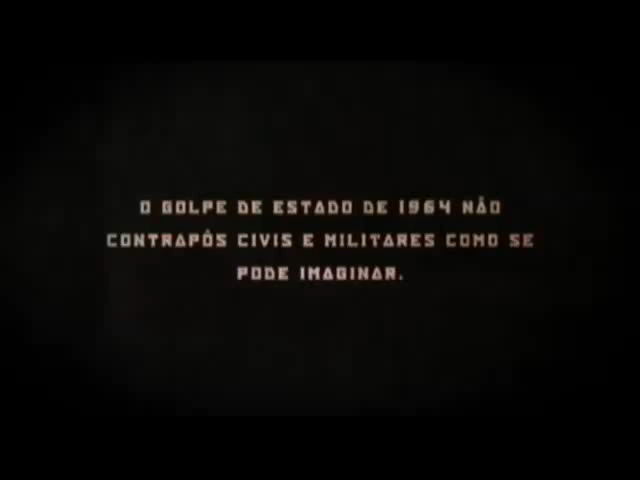 O GOLPE DE ESTADO DE 1964 NÃO
CONTRAPÔS CIVIS E MILITARES COMO SE
PODE IMAGINAR.